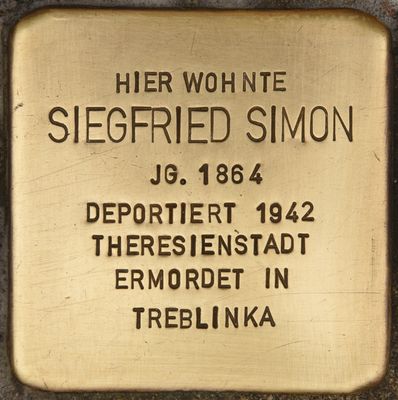 HIER WOHNTE
SIEGFRIED SIMON
JG. 1864
DEPORTIERT 1942
THERESIENSTADT
ERMORDET IN
TREBLINKA